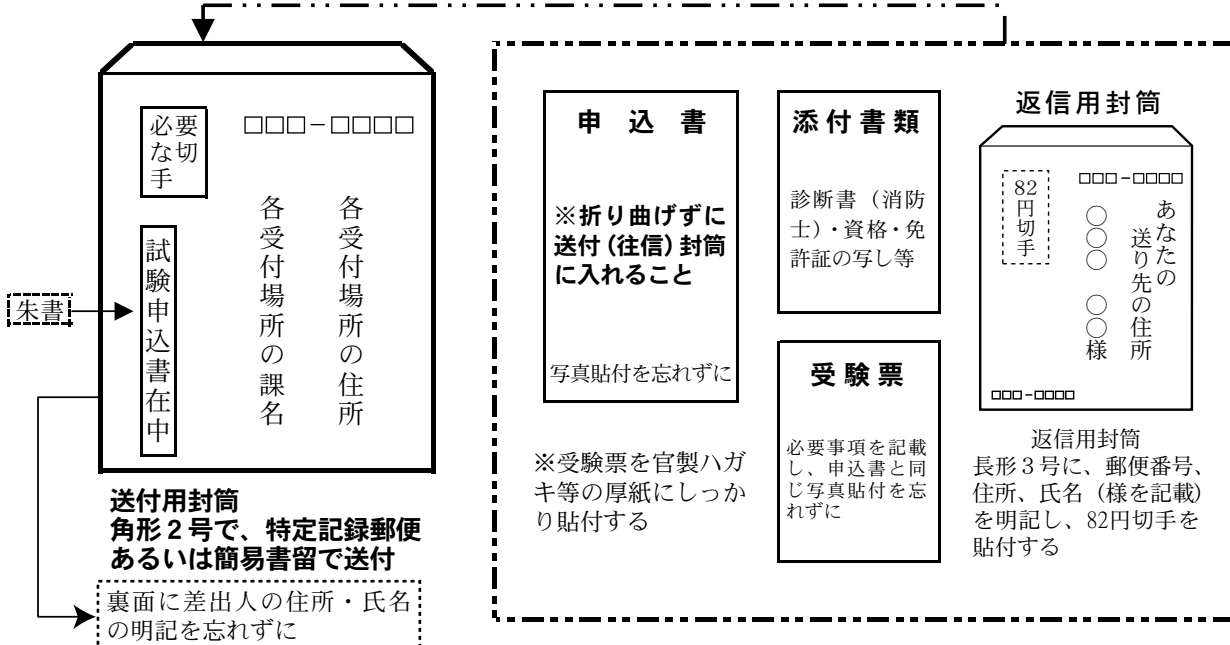 必要
な切
手
□□□−□□□□
各受付場所の住所
各受付場所の課名
試験申込書在中
朱書
送付用封筒
角形２号で、特定記録郵便
あるいは簡易書留で送付
裏面に差出人の住所・氏名
の明記を忘れずに
申込書
※折り曲げずに
送付（往信）封筒
に入れること
写真貼付を忘れずに
※受験票を官製ハガ
キ等の厚紙にしっか
り貼付する
添付書類
診断書（消防
士）・資格・免
許証の写し等
受験票
必要事項を記載
し、申込書と同
じ写真貼付を忘
れずに
返信用封筒
82
円切手
□□□−□□□□
あなたの
送り先の住所
○○○　○○様
□□□−□□□□
返信用封筒
長形３号に、郵便番号、
住所、氏名（様を記載）
を明記し、82円切手を
貼付する